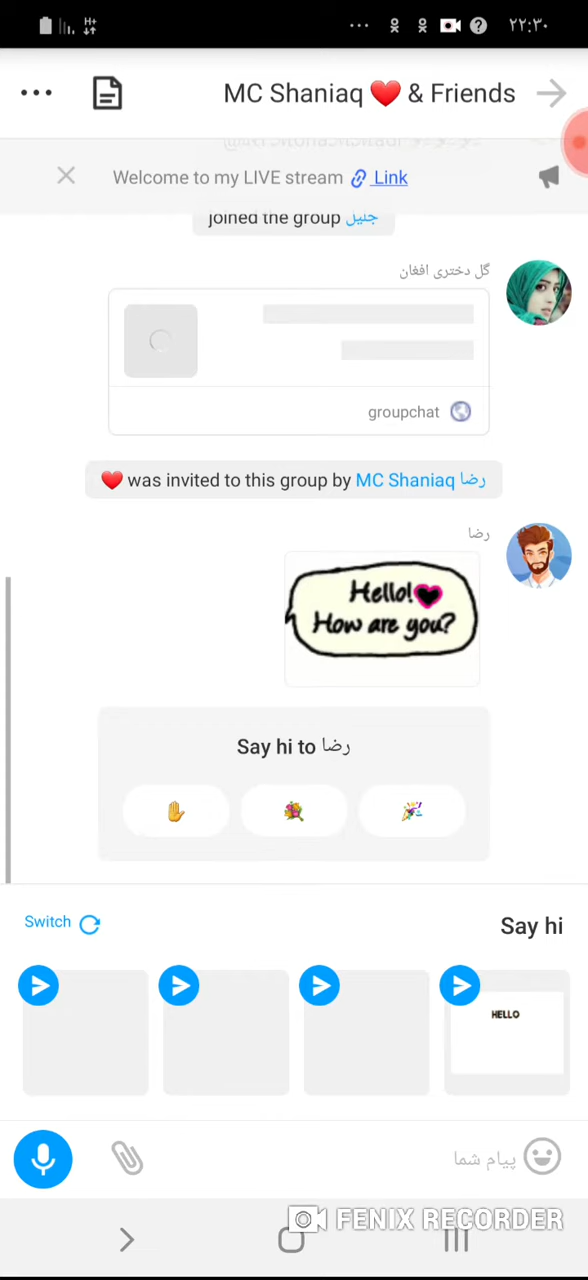 ۲۲:۳۰
MC Shaniaq ❤️ & Friends
Welcome to my LIVE stream 🔗 Link
joined the group جلیل
گل دختری افغان
groupchat
❤️ was invited to this group by MC Shaniaq رضا
رضا
Hello!
How are you?
Say hi to رضا
Switch
Say hi
HELLO
پیام شما
FENIX RECORDER